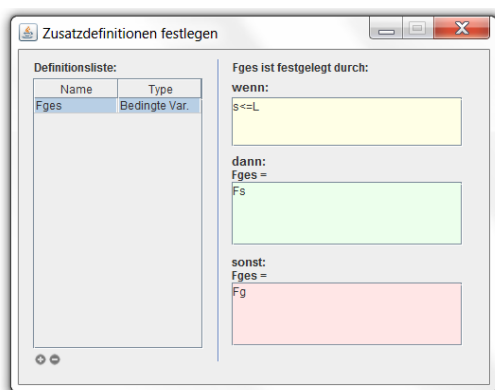 Zusatzdefinitionen festlegen
Definitionsliste:
Name Type
Fges Bedingte Var.
Fges ist festgelegt durch:
wenn:
s<=L
dann:
Fges =
Fs
sonst:
Fges =
Fg